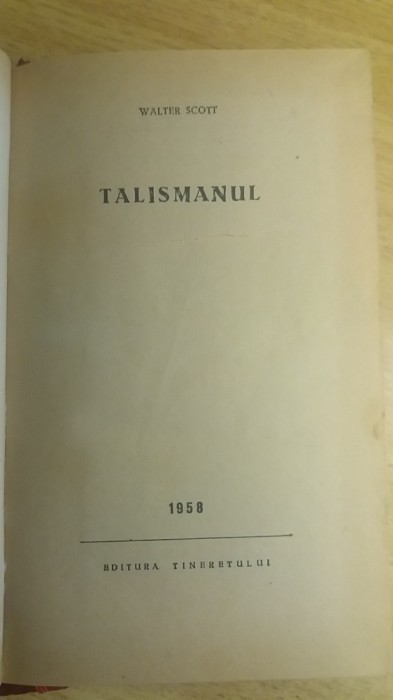 WALTER SCOTT
TALISMANUL
1958
EDITURA TINERETULUI